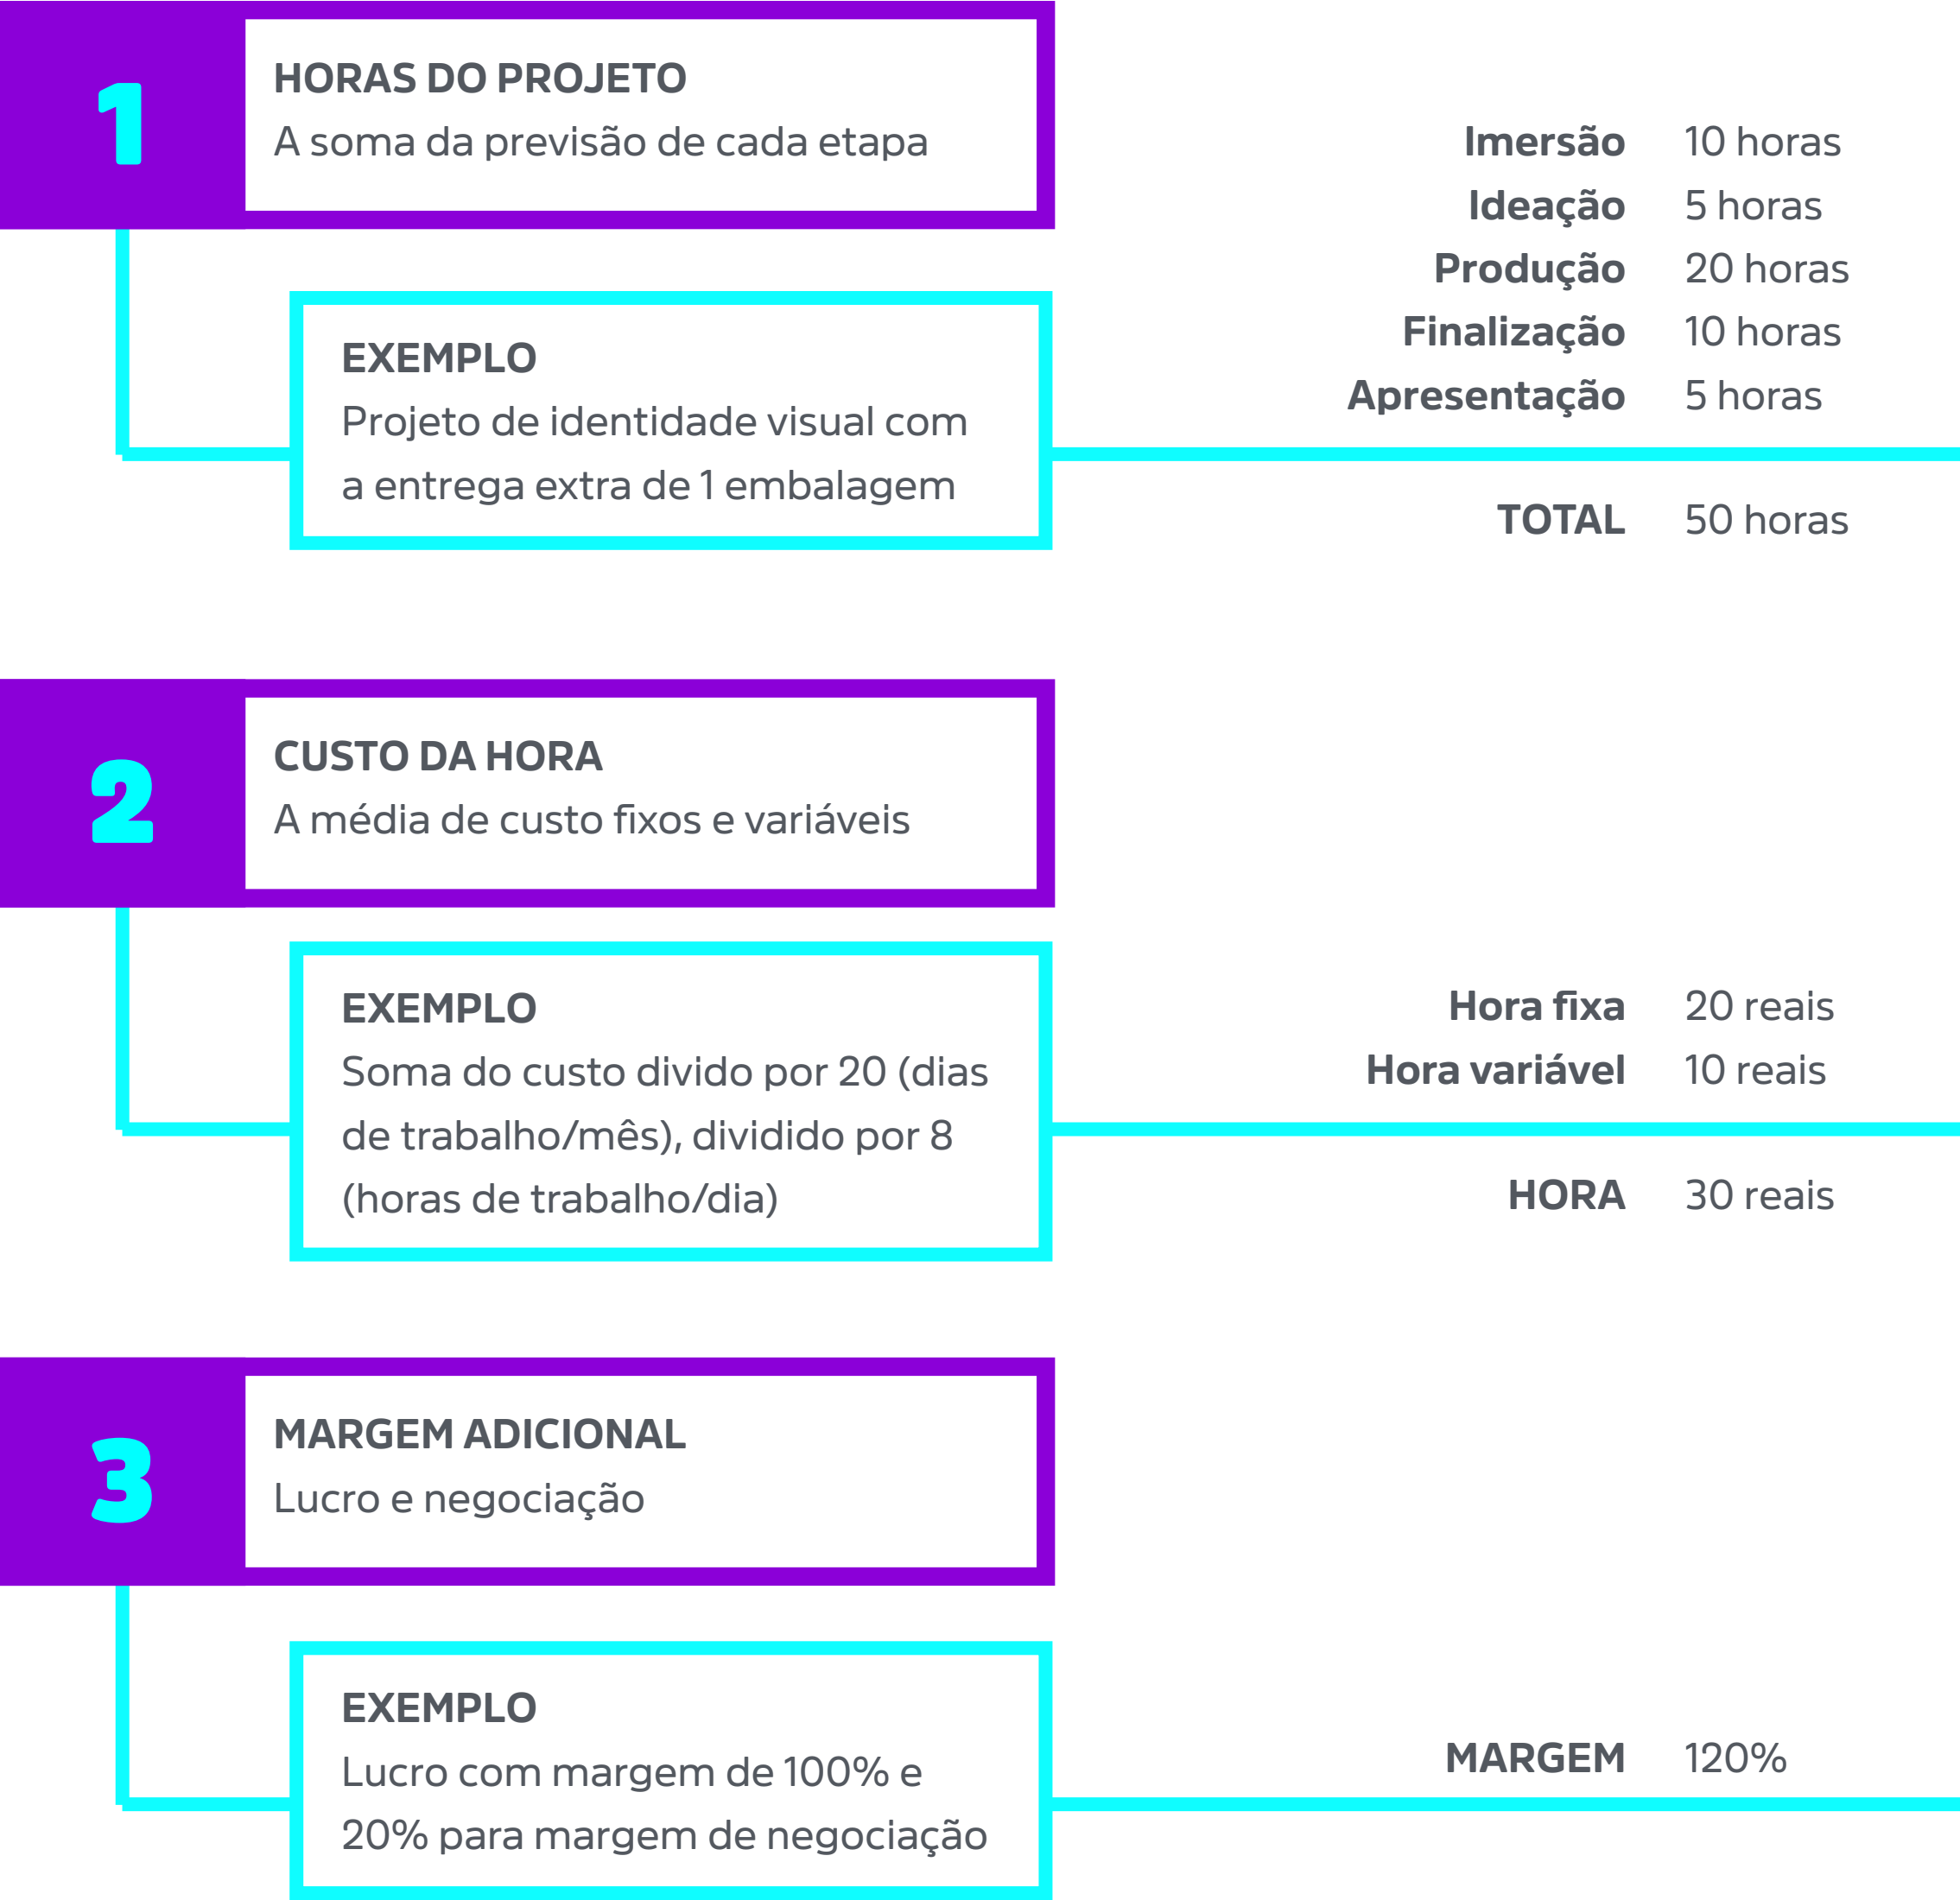 1
HORAS DO PROJETO
A soma da previsão de cada etapa
Imersão 10 horas
Ideação 5 horas
Produção 20 horas
Finalização 10 horas
Apresentação 5 horas
EXEMPLO
Projeto de identidade visual com
a entrega extra de 1 embalagem
TOTAL 50 horas
2
CUSTO DA HORA
A média de custo fixos e variáveis
EXEMPLO
Soma do custo divido por 20 (dias
de trabalho/mês), dividido por 8
(horas de trabalho/dia)
Hora fixa 20 reais
Hora variável 10 reais
HORA 30 reais
3
MARGEM ADICIONAL
Lucro e negociação
EXEMPLO
Lucro com margem de 100% e
20% para margem de negociação
MARGEM 120%